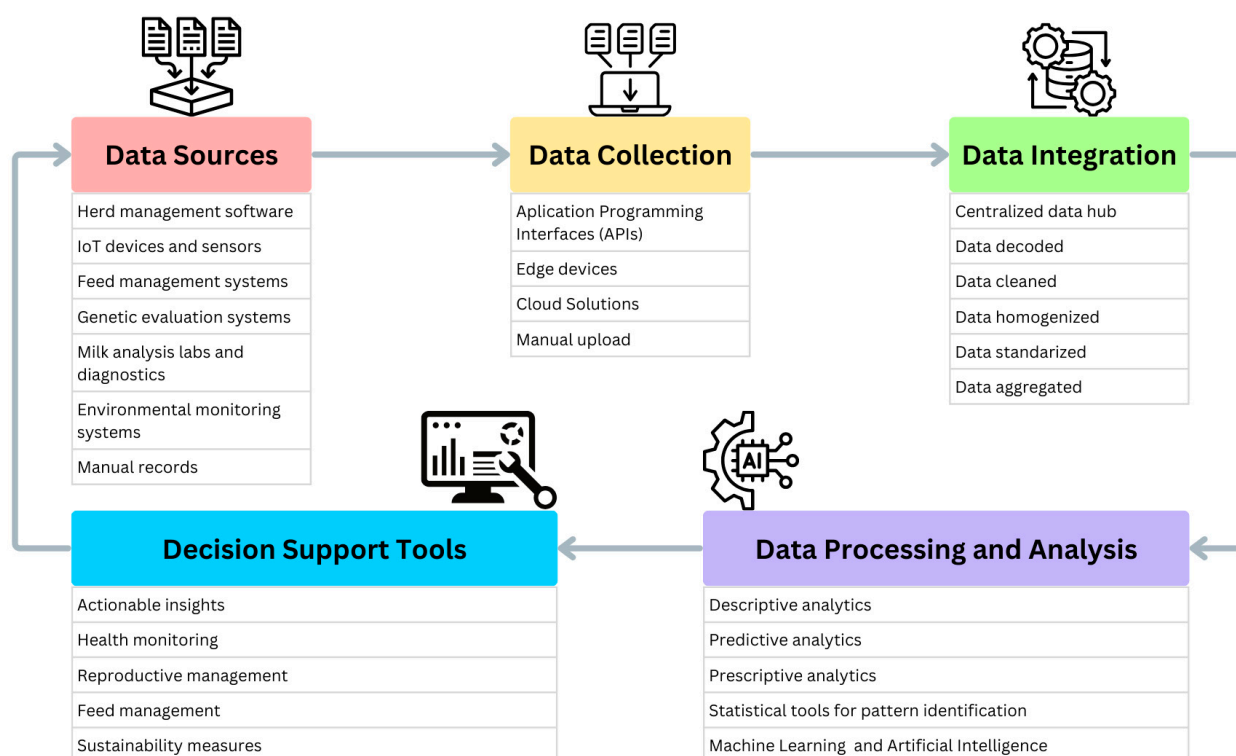 Data Sources
Herd management software
IoT devices and sensors
Feed management systems
Genetic evaluation systems
Milk analysis labs and
diagnostics
Environmental monitoring
systems
Manual records
Data Collection
Aplication Programming
Interfaces (APIs)
Edge devices
Cloud Solutions
Manual upload
Data Integration
Centralized data hub
Data decoded
Data cleaned
Data homogenized
Data standarized
Data aggregated
AI
Data Processing and Analysis
Descriptive analytics
Predictive analytics
Prescriptive analytics
Statistical tools for pattern identification
Machine Learning and Artificial Intelligence
Decision Support Tools
Actionable insights
Health monitoring
Reproductive management
Feed management
Sustainability measures